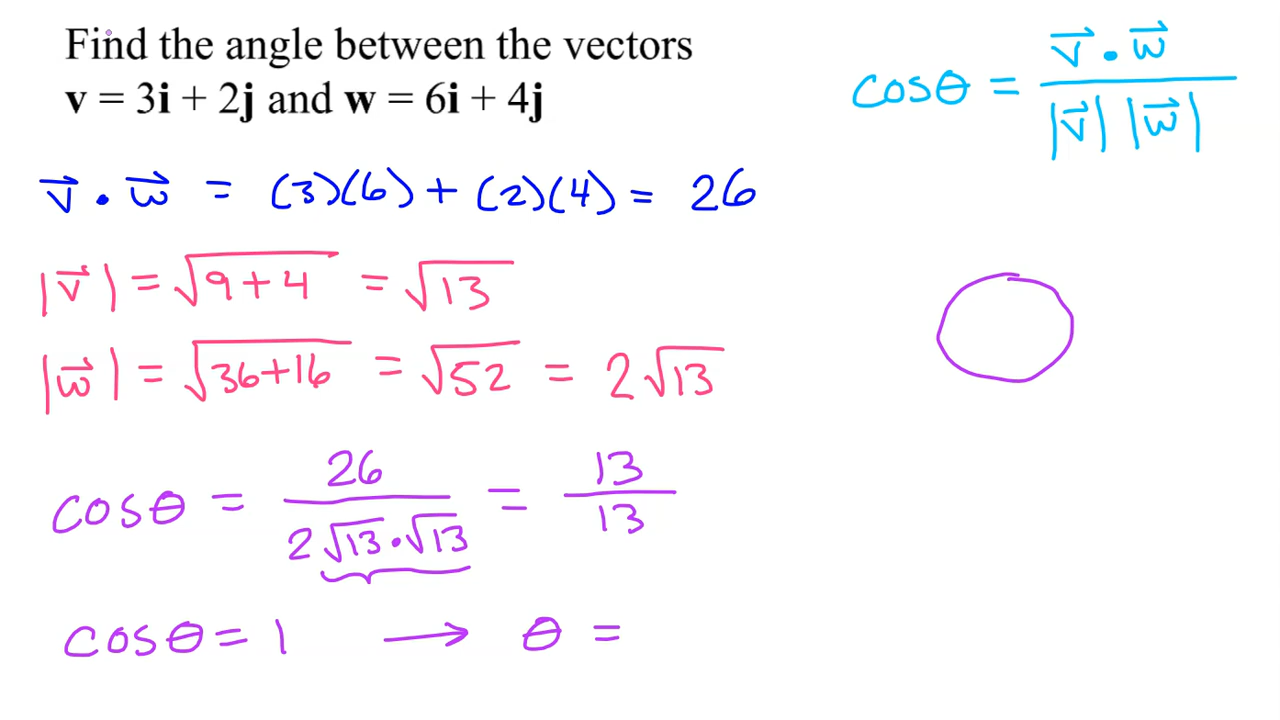 Find the angle between the vectors
v = 3i + 2j and w = 6i + 4j
cosθ = (v⃗ · w⃗) / (|v⃗| |w⃗|)
v⃗ · w⃗ = (3)(6) + (2)(4) = 26
|v⃗| = √(9+4) = √13
|w⃗| = √(36+16) = √52 = 2√13
cosθ = 26 / (2√13 · √13) = 13 / 13
cosθ = 1 → θ =